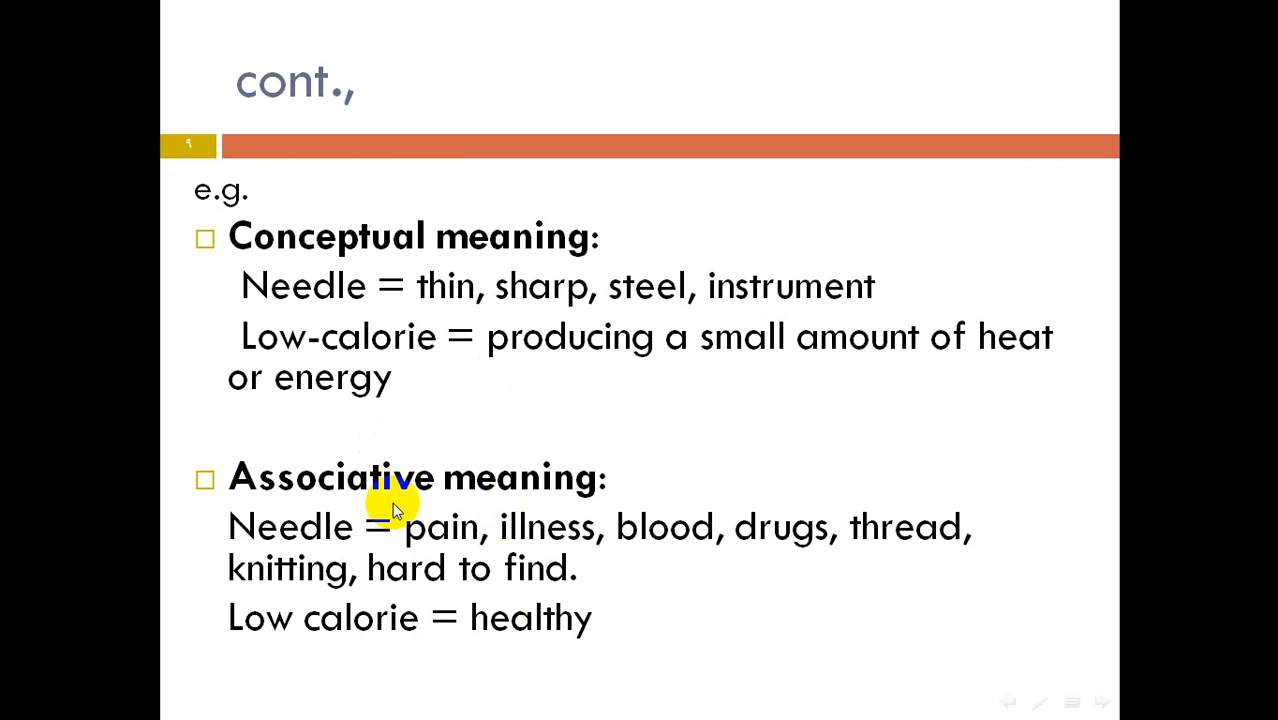 cont.,
٩
e.g.
Conceptual meaning:
Needle = thin, sharp, steel, instrument
Low-calorie = producing a small amount of heat
or energy
Associative meaning:
Needle = pain, illness, blood, drugs, thread,
knitting, hard to find.
Low calorie = healthy